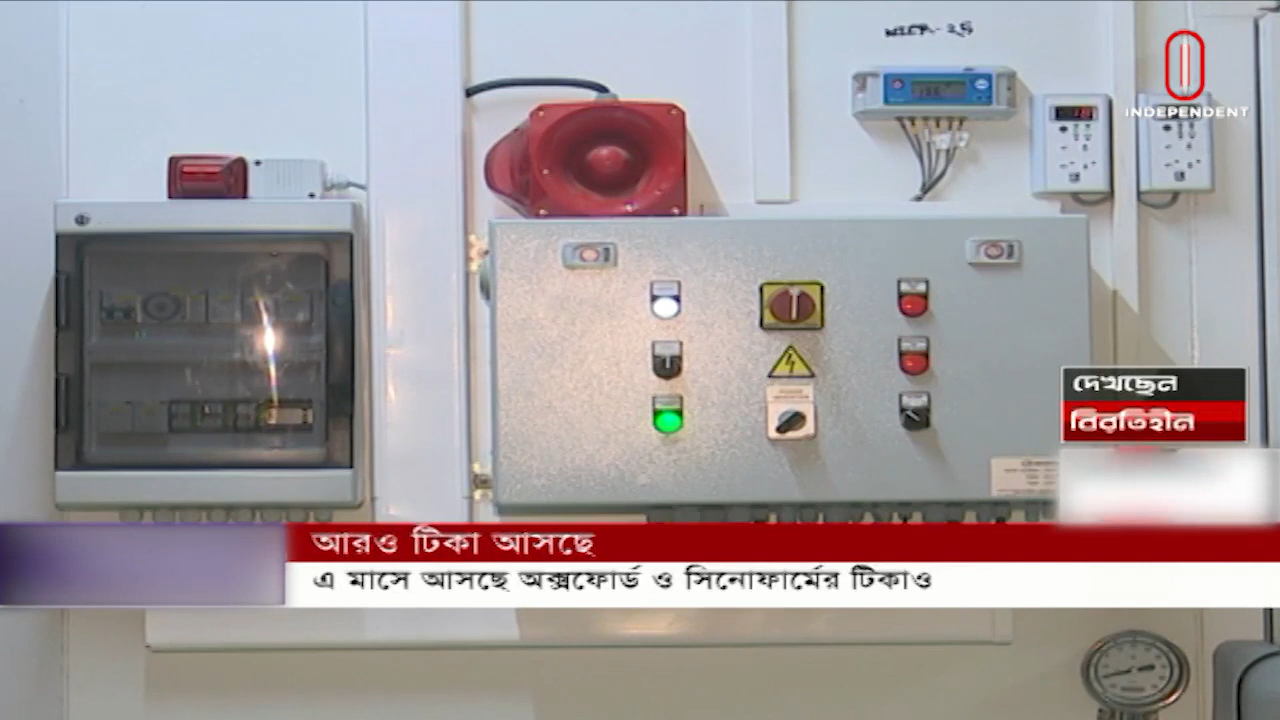 INDEPENDENT
দেখছেন
বিরতিহীন
আরও টিকা আসছে
এ মাসে আসছে অক্সফোর্ড ও সিনোফার্মের টিকাও